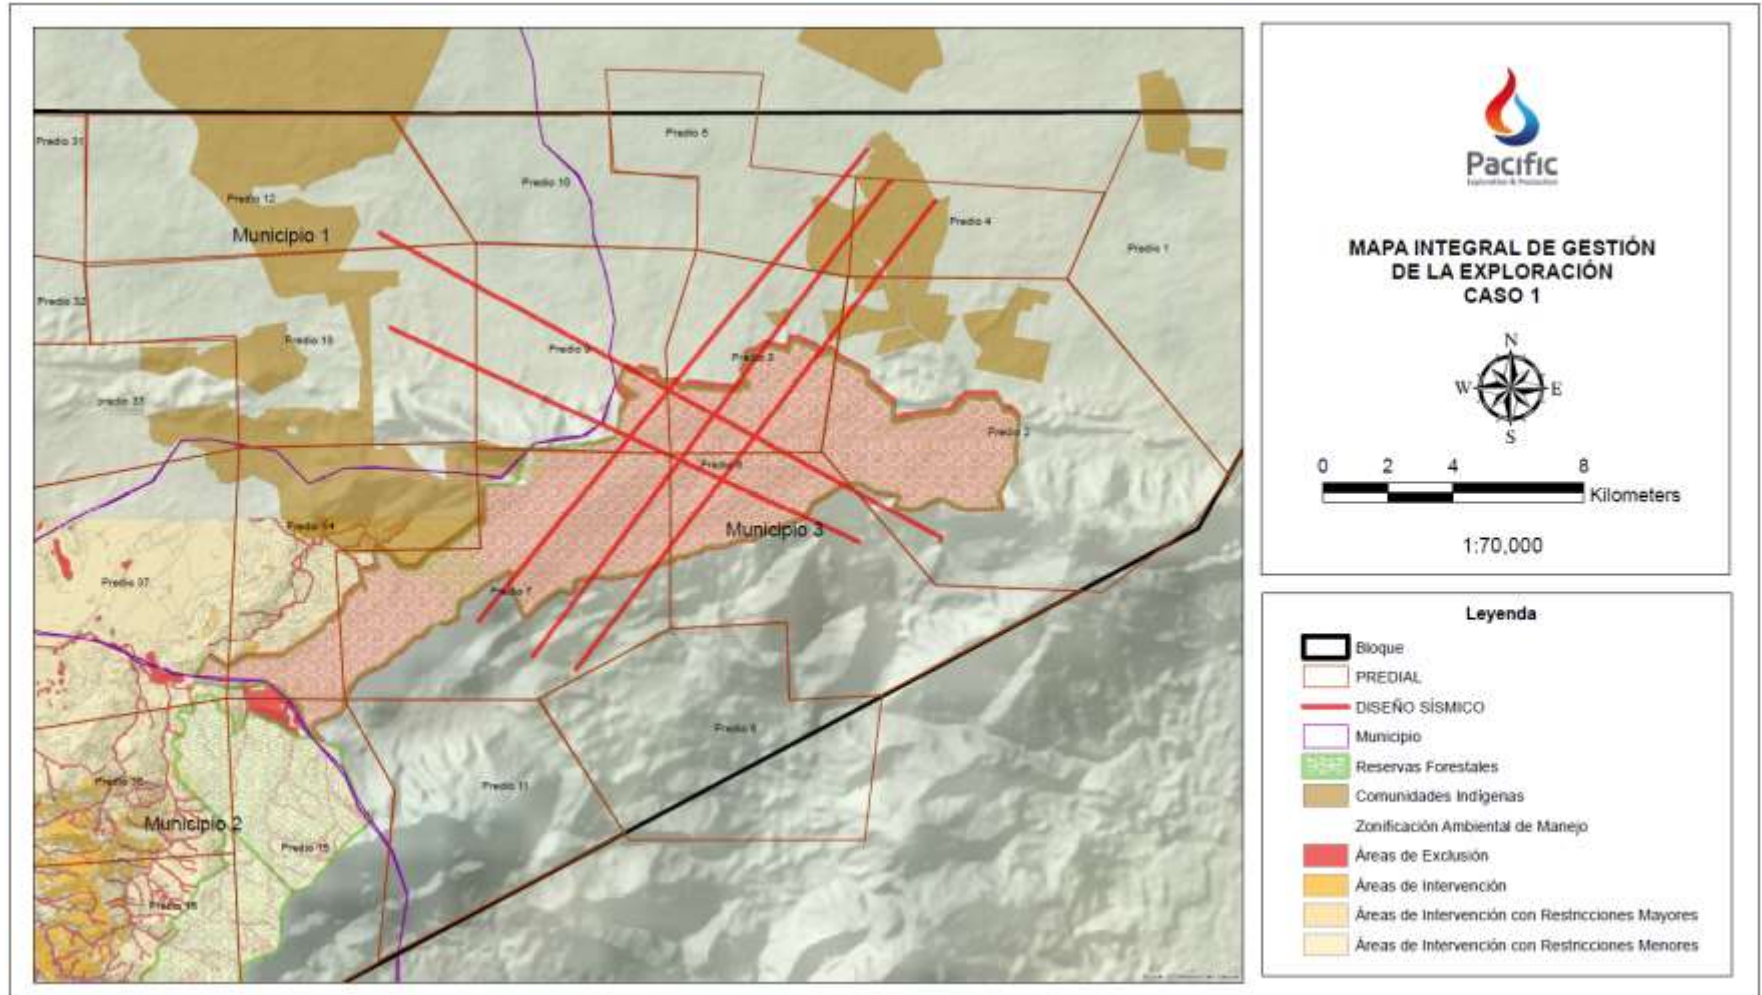 Predio 31
Predio 5
Predio 10
Predio 12
Municipio 1
Predio 4
Predio 1
Predio 32
Predio 13
Predio 9
Predio 3
predio 33
Predio 2
Municipio 3
Predio 14
Predio 37
Predio 7
Predio 11
Municipio 2
Predio 15
Pacific
Exploration & Production
MAPA INTEGRAL DE GESTIÓN
DE LA EXPLORACIÓN
CASO 1
N
W E
S
0 2 4 8
Kilometers
1:70,000
Leyenda
Bloque
PREDIAL
DISEÑO SÍSMICO
Municipio
Reservas Forestales
Comunidades Indígenas
Zonificación Ambiental de Manejo
Áreas de Exclusión
Áreas de Intervención
Áreas de Intervención con Restricciones Mayores
Áreas de Intervención con Restricciones Menores